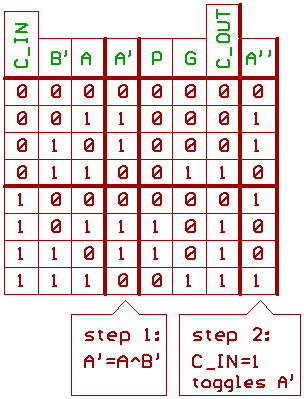 C_IN B' A A' P G C_OUT A''
0 0 0 0 0 0 0 0
0 0 1 1 0 0 0 1
0 1 0 1 0 0 0 1
0 1 1 0 0 1 1 0
1 0 0 0 0 0 0 1
1 0 1 1 1 0 1 0
1 1 0 1 1 0 1 0
1 1 1 0 0 1 1 1
step 1:
A'=A^B'
step 2:
C_IN=1
toggles A'